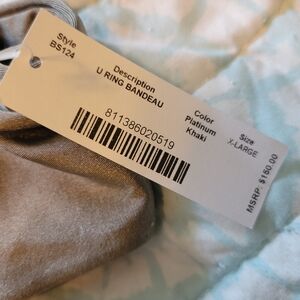 Style
BS124
Description
U RING BANDEAU
Color
Platinum
Khaki
Size
X-LARGE
811386020519
MSRP: $150.00